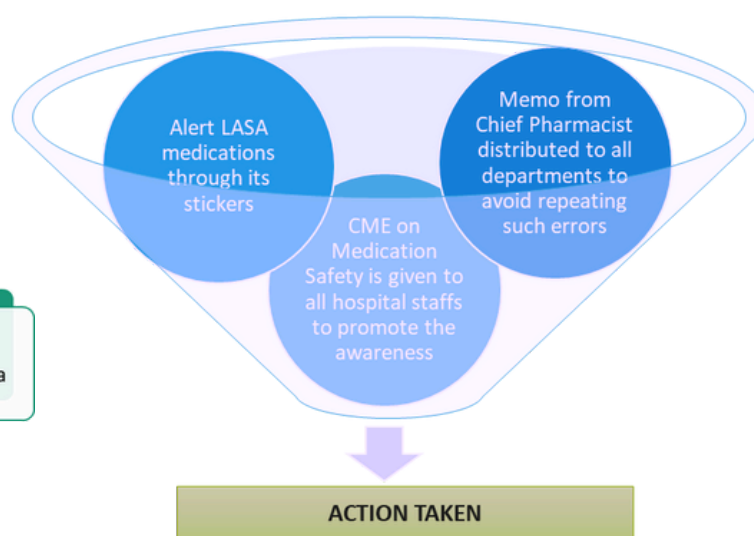 Alert LASA
medications
through its
stickers
Memo from
Chief Pharmacist
distributed to all
departments to
avoid repeating
such errors
CME on
Medication
Safety is given to
all hospital staffs
to promote the
awareness
a
ACTION TAKEN